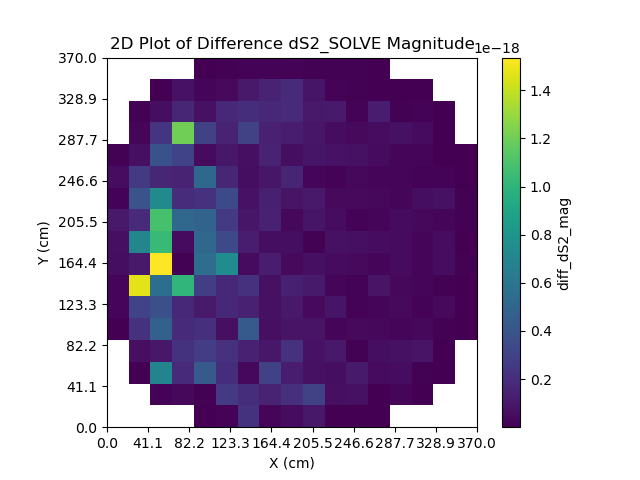 2D Plot of Difference dS2_SOLVE Magnitude
1e−18
370.0
328.9
287.7
246.6
205.5
164.4
123.3
82.2
41.1
0.0
Y (cm)
0.0 41.1 82.2 123.3 164.4 205.5 246.6 287.7 328.9 370.0
X (cm)
1.4
1.2
1.0
0.8
0.6
0.4
0.2
diff_dS2_mag